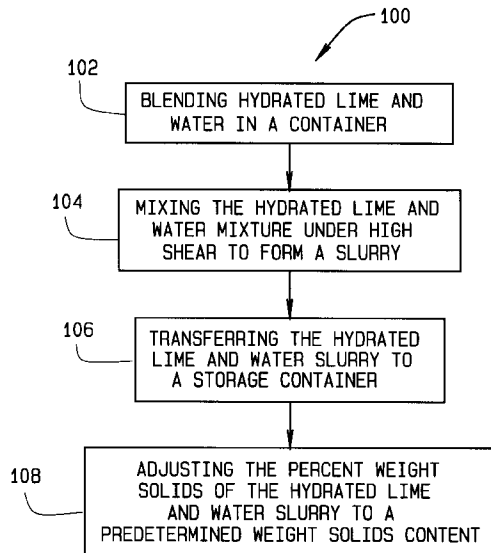 100
102
BLENDING HYDRATED LIME AND
WATER IN A CONTAINER
104
MIXING THE HYDRATED LIME AND
WATER MIXTURE UNDER HIGH
SHEAR TO FORM A SLURRY
106
TRANSFERRING THE HYDRATED
LIME AND WATER SLURRY TO
A STORAGE CONTAINER
108
ADJUSTING THE PERCENT WEIGHT
SOLIDS OF THE HYDRATED LIME
AND WATER SLURRY TO A
PREDETERMINED WEIGHT SOLIDS CONTENT